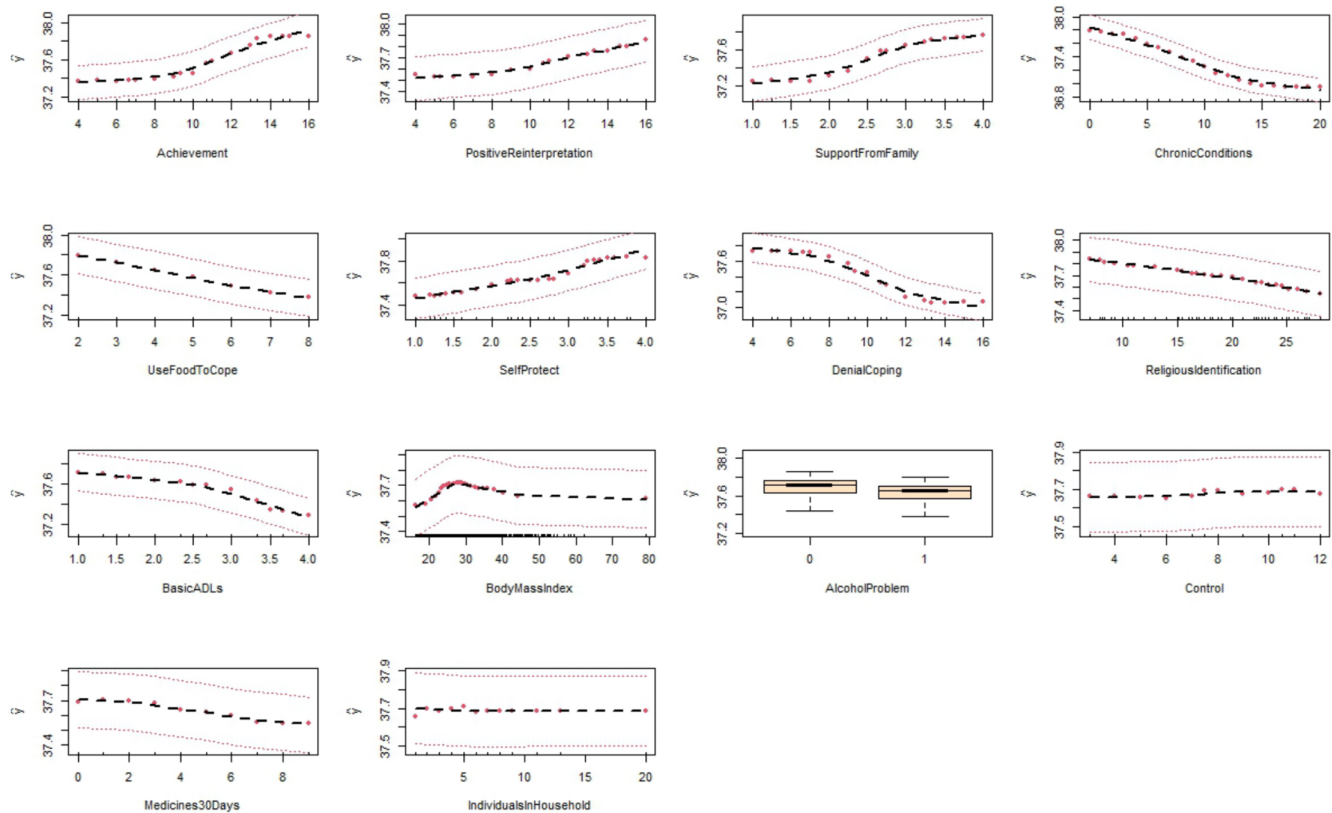 ŷ 37.2 37.6 38.0
4 6 8 10 12 14 16
Achievement
ŷ 37.4 37.8 38.0
4 6 8 10 12 14 16
PositiveReinterpretation
ŷ 37.2 37.6
1.0 1.5 2.0 2.5 3.0 3.5 4.0
SupportFromFamily
ŷ 36.8 37.4 37.8 38.0
0 5 10 15 20
ChronicConditions
ŷ 37.2 37.6 38.0
2 3 4 5 6 7 8
UseFoodToCope
ŷ 37.4 37.8
1.0 1.5 2.0 2.5 3.0 3.5 4.0
SelfProtect
ŷ 37.0 37.6
4 6 8 10 12 14 16
DenialCoping
ŷ 37.4 37.8 38.0
10 15 20 25
ReligiousIdentification
ŷ 37.2 37.6
1.0 1.5 2.0 2.5 3.0 3.5 4.0
BasicADLs
ŷ 37.4 37.7
20 30 40 50 60 70 80
BodyMassIndex
ŷ 37.2 37.6 38.0
0 1
AlcoholProblem
ŷ 37.5 37.7 37.9
4 6 8 10 12
Control
ŷ 37.4 37.7
0 2 4 6 8
Medicines30Days
ŷ 37.5 37.7 37.9
5 10 15 20
IndividualsInHousehold